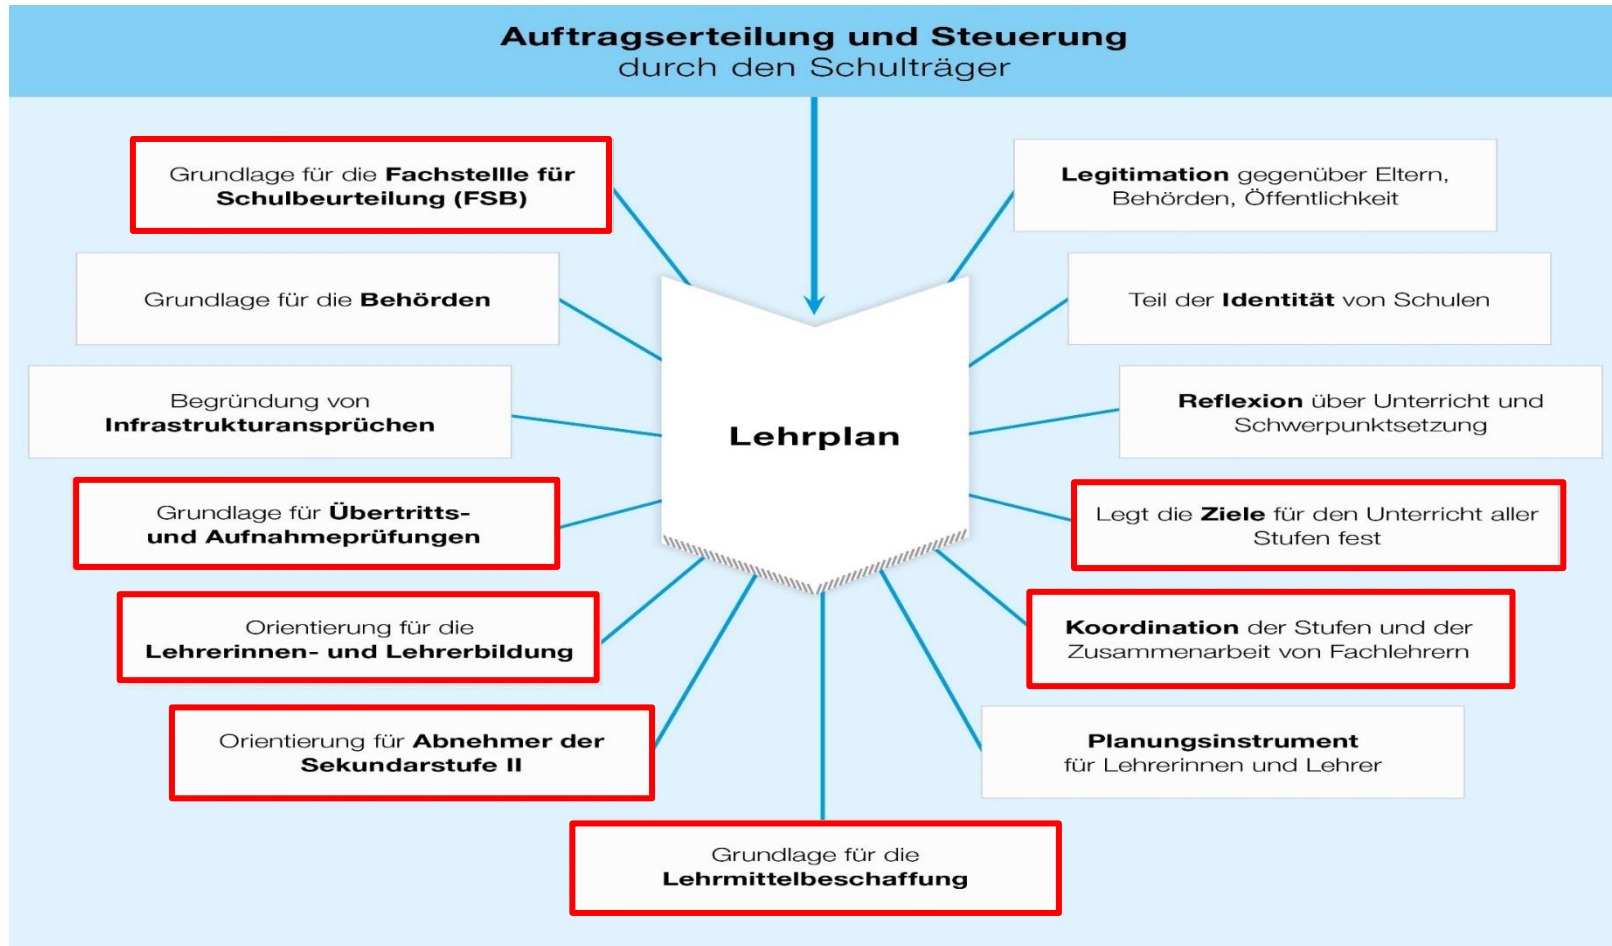 Auftragserteilung und Steuerung
durch den Schulträger
Grundlage für die Fachstellle für
Schulbeurteilung (FSB)
Grundlage für die Behörden
Begründung von
Infrastrukturansprüchen
Grundlage für Übertritts-
und Aufnahmeprüfungen
Orientierung für die
Lehrerinnen- und Lehrerbildung
Orientierung für Abnehmer der
Sekundarstufe II
Grundlage für die
Lehrmittelbeschaffung
Lehrplan
Legitimation gegenüber Eltern,
Behörden, Öffentlichkeit
Teil der Identität von Schulen
Reflexion über Unterricht und
Schwerpunktsetzung
Legt die Ziele für den Unterricht aller
Stufen fest
Koordination der Stufen und der
Zusammenarbeit von Fachlehrern
Planungsinstrument
für Lehrerinnen und Lehrer